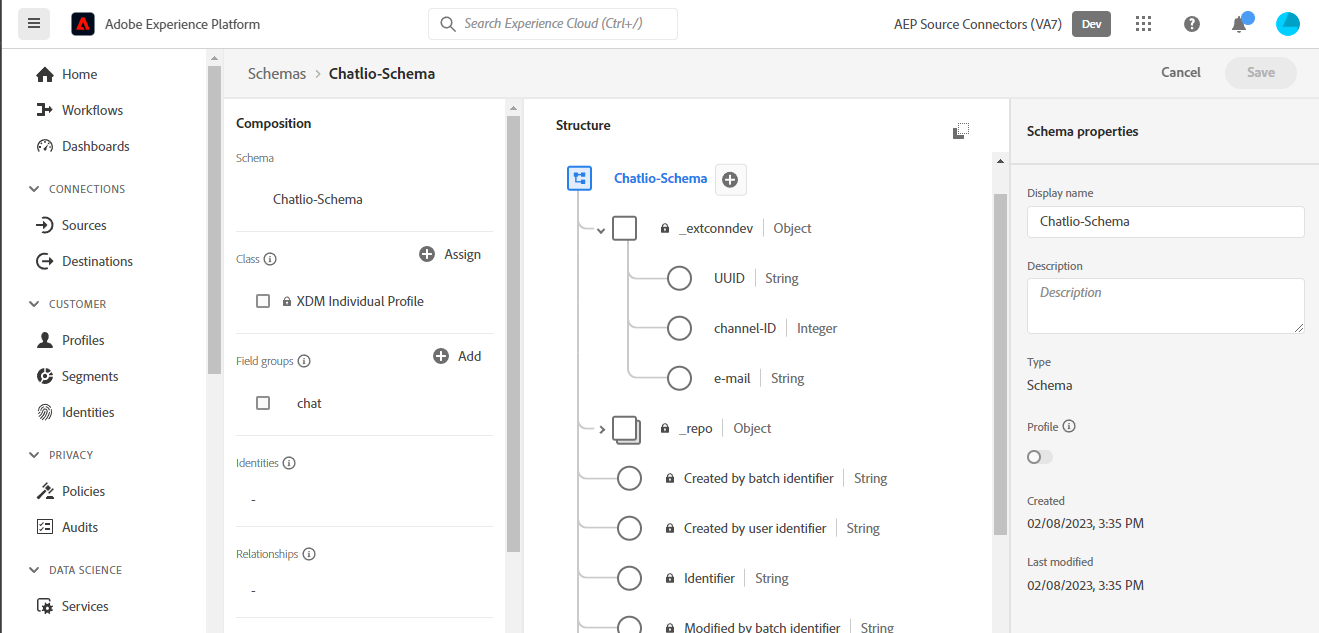 Adobe Experience Platform
Search Experience Cloud (Ctrl+/)
AEP Source Connectors (VA7)
Dev
Home
Workflows
Dashboards
CONNECTIONS
Sources
Destinations
CUSTOMER
Profiles
Segments
Identities
PRIVACY
Policies
Audits
DATA SCIENCE
Services
Schemas > Chatlio-Schema
Cancel
Save
Composition
Schema
Chatlio-Schema
Class
Assign
XDM Individual Profile
Field groups
Add
chat
Identities
-
Relationships
-
Structure
Chatlio-Schema
_extconndev | Object
UUID | String
channel-ID | Integer
e-mail | String
_repo | Object
Created by batch identifier | String
Created by user identifier | String
Identifier | String
Modified by batch identifier | String
Schema properties
Display name
Chatlio-Schema
Description
Description
Type
Schema
Profile
Created
02/08/2023, 3:35 PM
Last modified
02/08/2023, 3:35 PM